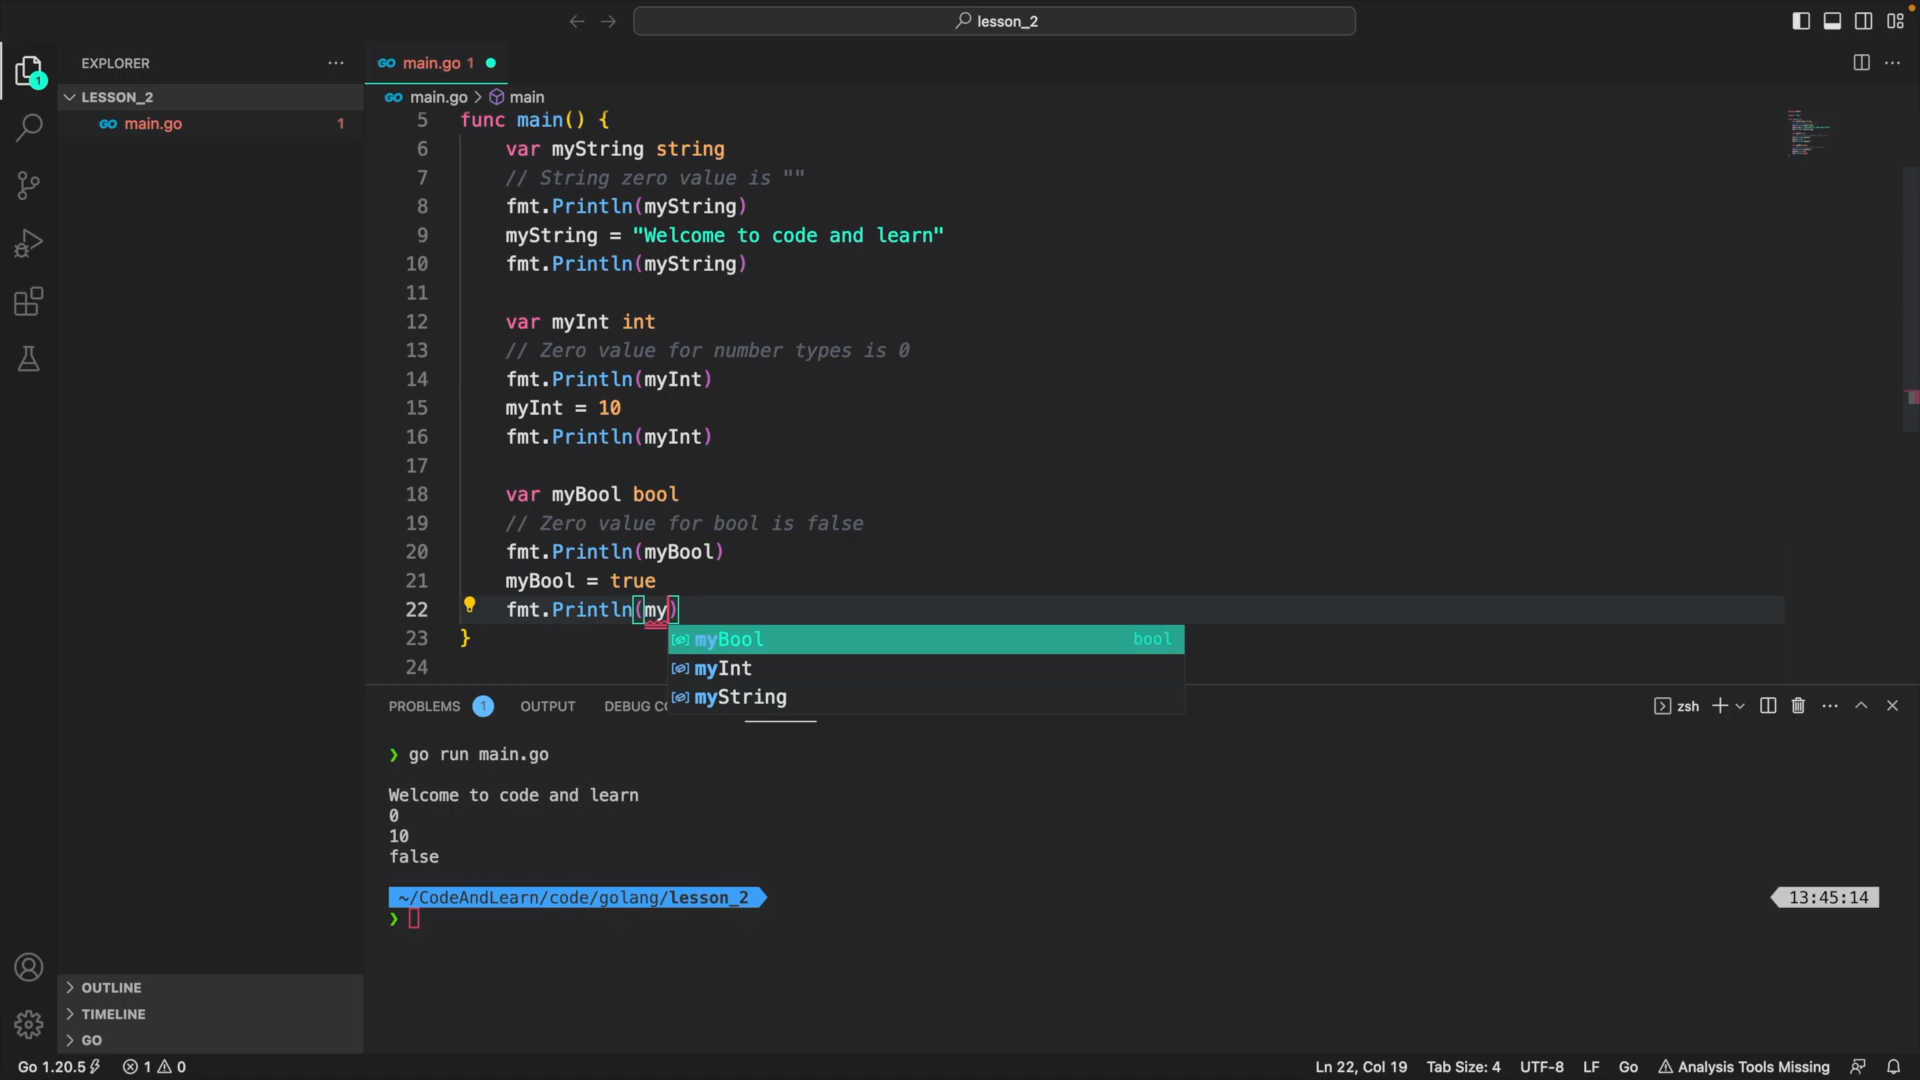 lesson_2
EXPLORER
1
LESSON_2
GO main.go 1
GO main.go 1
GO main.go > main
5 func main() {
6 var myString string
7 // String zero value is ""
8 fmt.Println(myString)
9 myString = "Welcome to code and learn"
10 fmt.Println(myString)
11
12 var myInt int
13 // Zero value for number types is 0
14 fmt.Println(myInt)
15 myInt = 10
16 fmt.Println(myInt)
17
18 var myBool bool
19 // Zero value for bool is false
20 fmt.Println(myBool)
21 myBool = true
22 fmt.Println(my)
23 }
24
myBool bool
myInt
myString
PROBLEMS 1 OUTPUT DEBUG CO zsh
❯ go run main.go
Welcome to code and learn
0
10
false
~/CodeAndLearn/code/golang/lesson_2 13:45:14
❯
OUTLINE
TIMELINE
GO
Go 1.20.5 1 0 Ln 22, Col 19 Tab Size: 4 UTF-8 LF Go Analysis Tools Missing